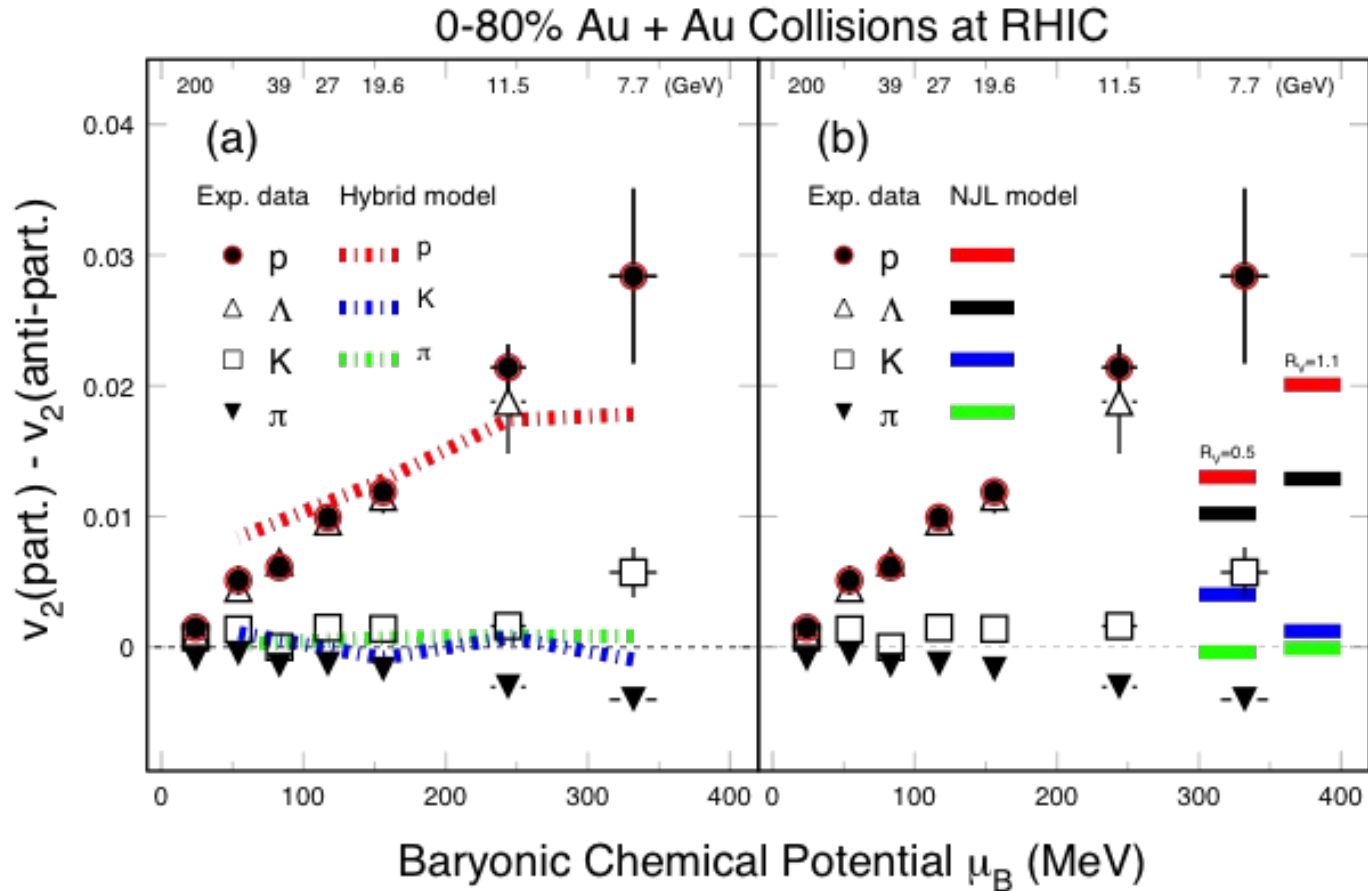 0-80% Au + Au Collisions at RHIC
200 39 27 19.6 11.5 7.7 (GeV)
200 39 27 19.6 11.5 7.7 (GeV)
(a)
(b)
Exp. data Hybrid model
p p
Λ K
K π
π
Exp. data NJL model
p
Λ
K
π
R_V=1.1
R_V=0.5
0.04
0.03
0.02
0.01
0
v_2(part.) - v_2(anti-part.)
0 100 200 300 400
0 100 200 300 400
Baryonic Chemical Potential μ_B (MeV)